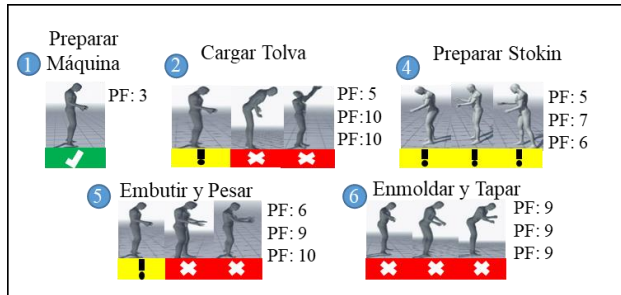 1 Preparar
Máquina
PF: 3
2 Cargar Tolva
PF: 5
PF:10
PF:10
4 Preparar Stokin
PF: 5
PF: 7
PF: 6
5 Embutir y Pesar
PF: 6
PF: 9
PF: 10
6 Enmoldar y Tapar
PF: 9
PF: 9
PF: 9